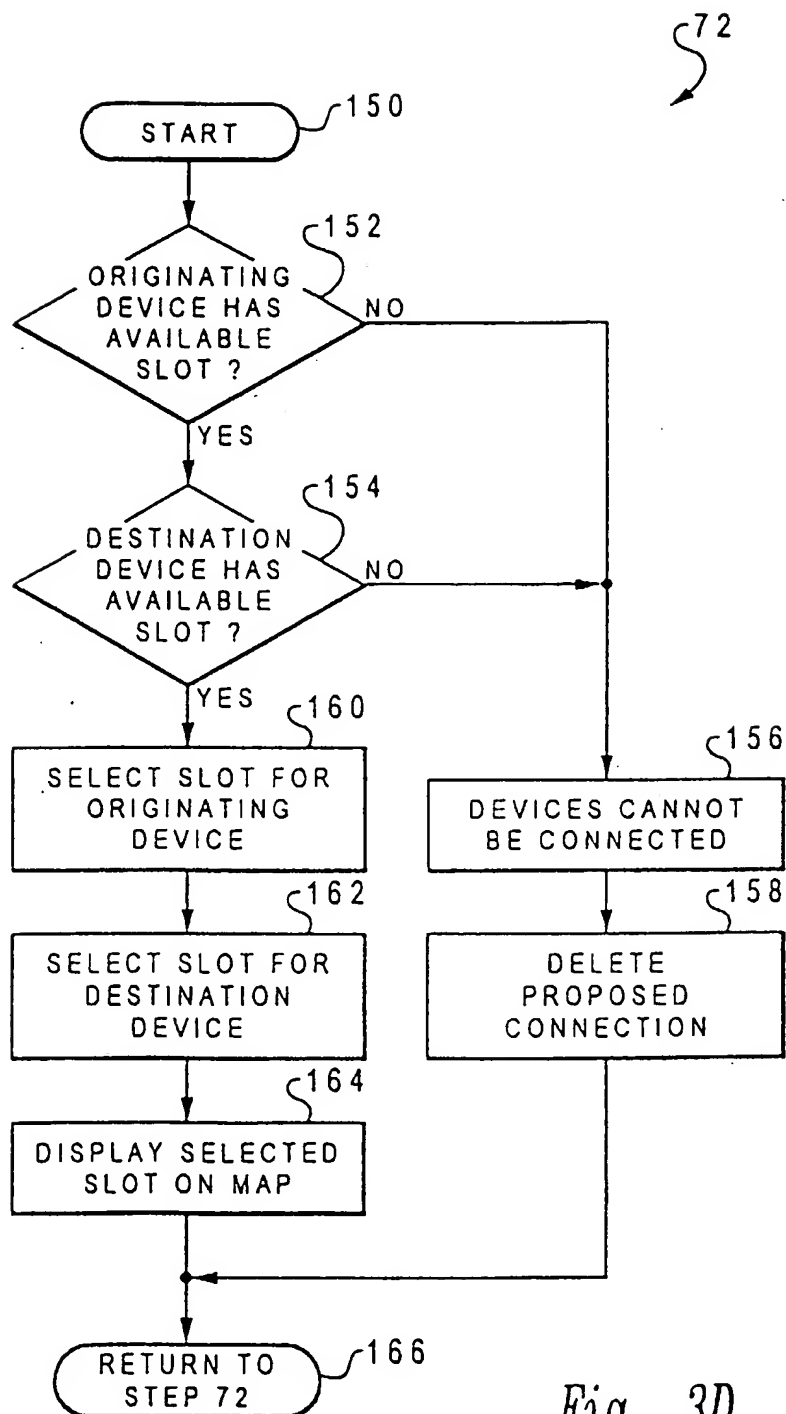 72
START
150
152
ORIGINATING
DEVICE HAS
AVAILABLE
SLOT ?
NO
YES
154
DESTINATION
DEVICE HAS
AVAILABLE
SLOT ?
NO
YES
160
SELECT SLOT FOR
ORIGINATING
DEVICE
156
DEVICES CANNOT
BE CONNECTED
162
SELECT SLOT FOR
DESTINATION
DEVICE
158
DELETE
PROPOSED
CONNECTION
164
DISPLAY SELECTED
SLOT ON MAP
RETURN TO
STEP 72
166
Fig. 3D